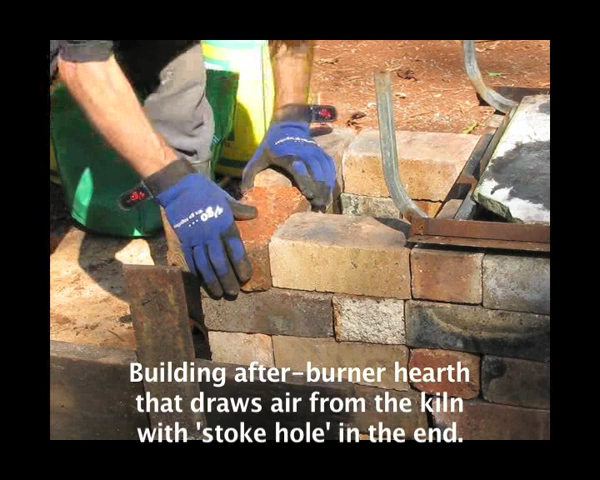 Building after-burner hearth
that draws air from the kiln
with 'stoke hole' in the end.